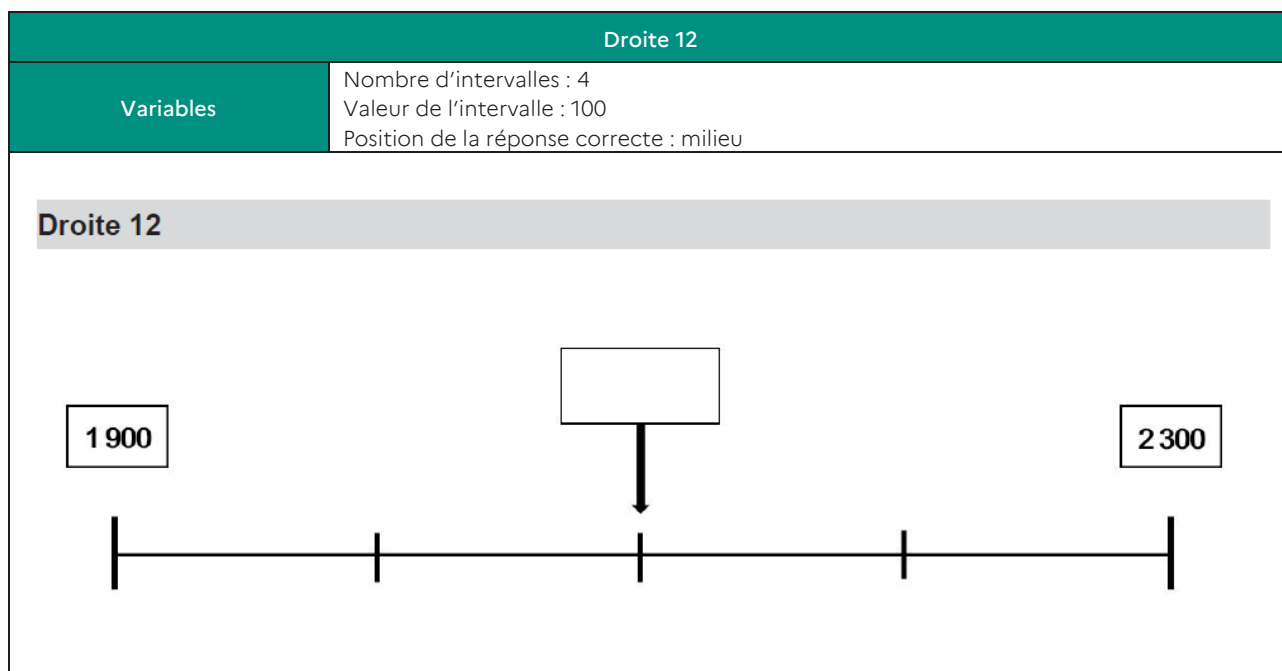 Droite 12
Variables
Nombre d'intervalles : 4
Valeur de l'intervalle : 100
Position de la réponse correcte : milieu
Droite 12
1 900
2 300